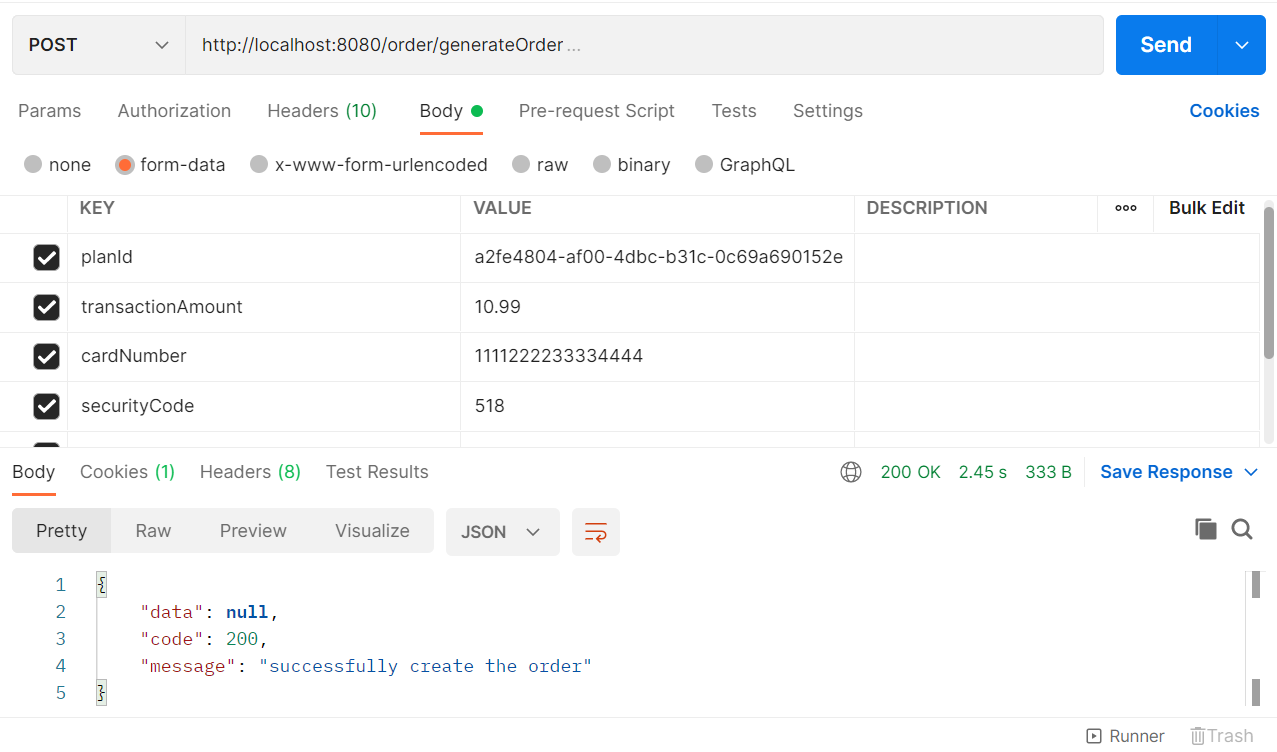 POST http://localhost:8080/order/generateOrder ... Send
Params Authorization Headers (10) Body Pre-request Script Tests Settings Cookies
none form-data x-www-form-urlencoded raw binary GraphQL
KEY VALUE DESCRIPTION ooo Bulk Edit
planId a2fe4804-af00-4dbc-b31c-0c69a690152e
transactionAmount 10.99
cardNumber 1111222233334444
securityCode 518
Body Cookies (1) Headers (8) Test Results 200 OK 2.45 s 333 B Save Response
Pretty Raw Preview Visualize JSON
1 {
2 "data": null,
3 "code": 200,
4 "message": "successfully create the order"
5 }
Runner Trash